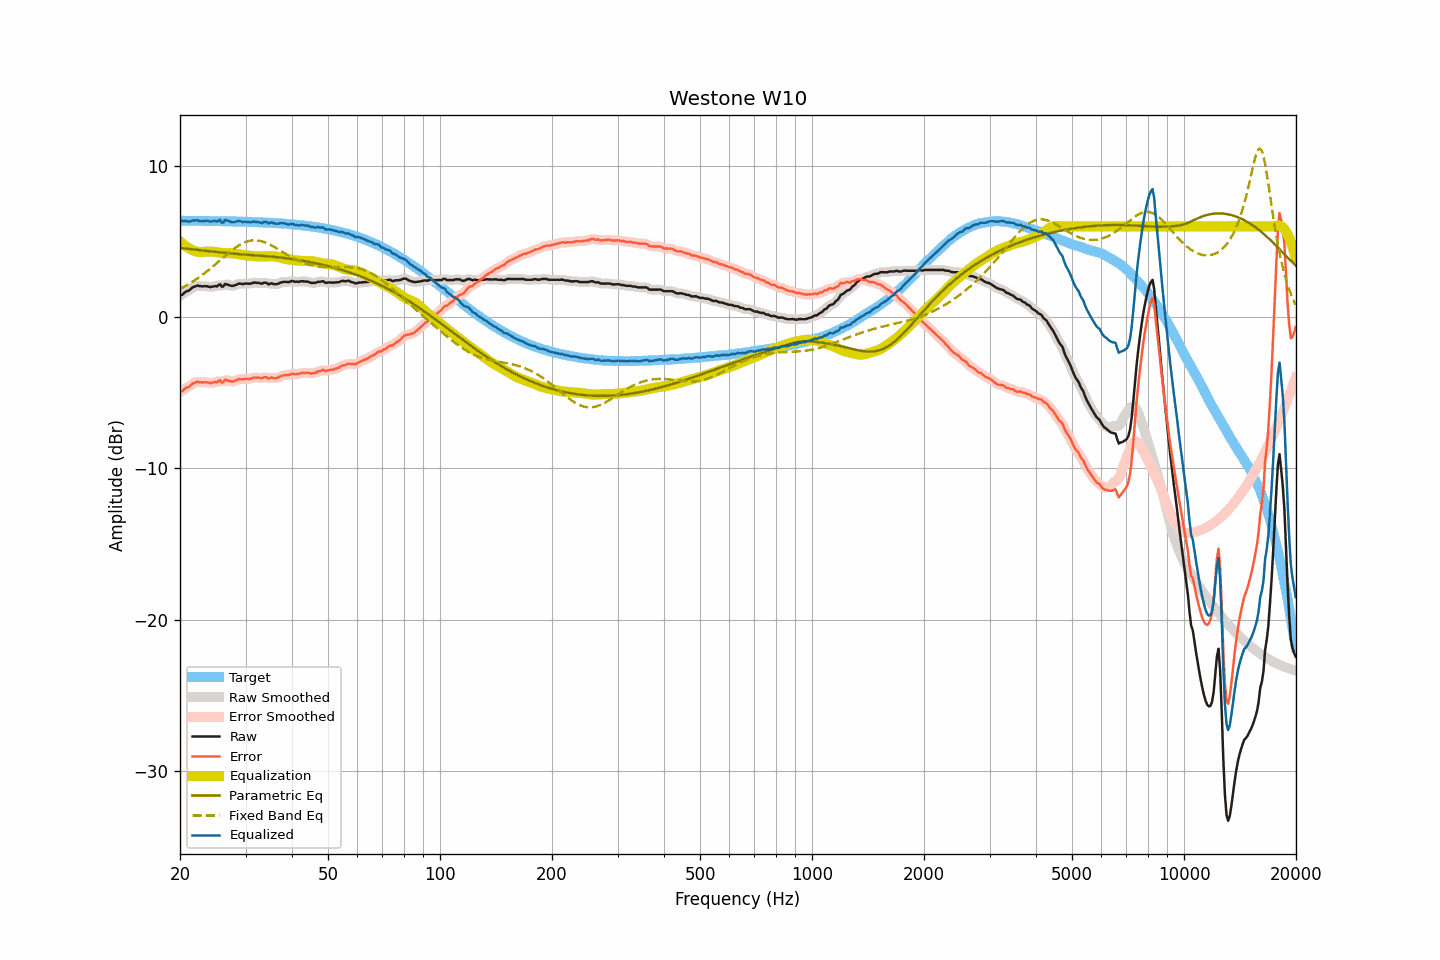 Westone W10
Amplitude (dBr)
10
0
−10
−20
−30
Target
Raw Smoothed
Error Smoothed
Raw
Error
Equalization
Parametric Eq
Fixed Band Eq
Equalized
20 50 100 200 500 1000 2000 5000 10000 20000
Frequency (Hz)